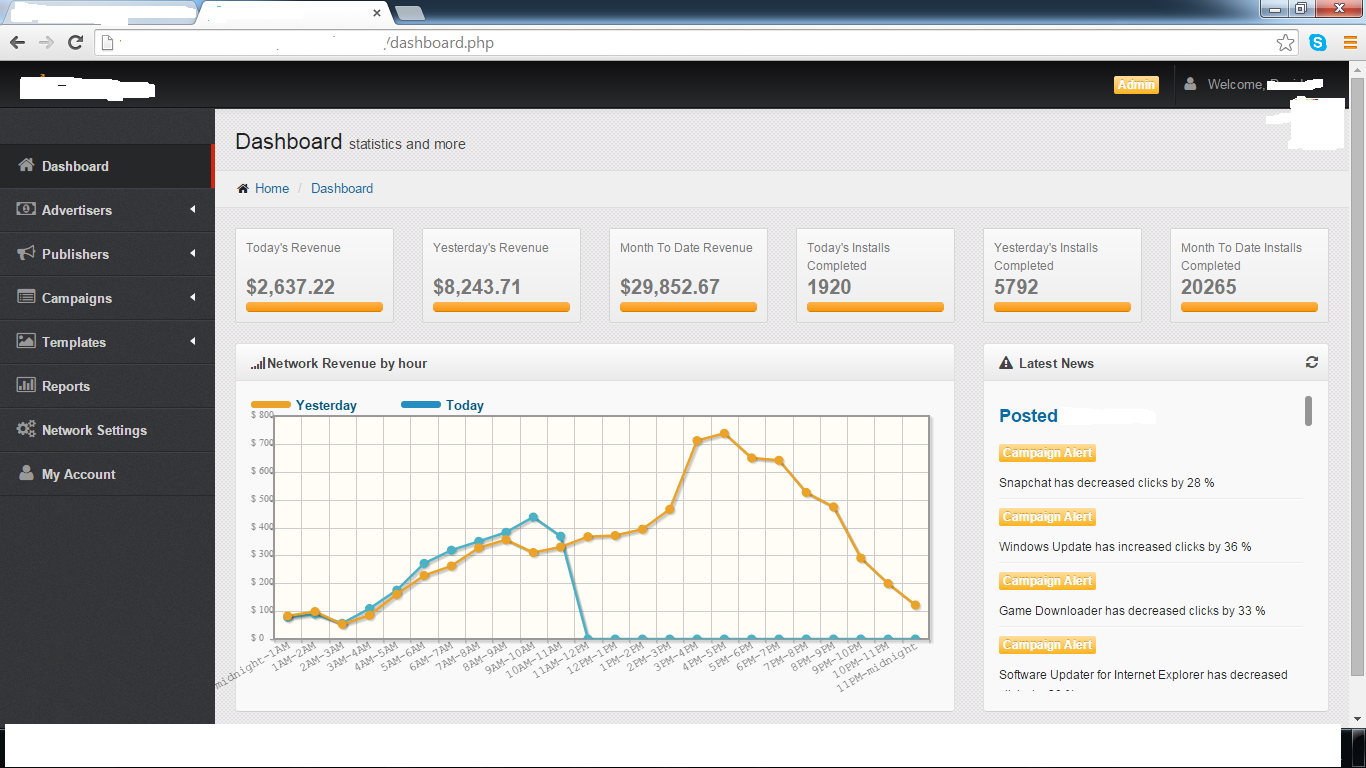 /dashboard.php
Admin
Welcome,
Dashboard statistics and more
Home / Dashboard
Dashboard
Advertisers
Publishers
Campaigns
Templates
Reports
Network Settings
My Account
Today's Revenue
$2,637.22
Yesterday's Revenue
$8,243.71
Month To Date Revenue
$29,852.67
Today's Installs
Completed
1920
Yesterday's Installs
Completed
5792
Month To Date Installs
Completed
20265
Network Revenue by hour
Yesterday Today
$ 800
$ 700
$ 600
$ 500
$ 400
$ 300
$ 200
$ 100
$ 0
midnight-1AM
1AM-2AM
2AM-3AM
3AM-4AM
4AM-5AM
5AM-6AM
6AM-7AM
7AM-8AM
8AM-9AM
9AM-10AM
10AM-11AM
11AM-12PM
12PM-1PM
1PM-2PM
2PM-3PM
3PM-4PM
4PM-5PM
5PM-6PM
6PM-7PM
7PM-8PM
8PM-9PM
9PM-10PM
10PM-11PM
11PM-midnight
Latest News
Posted
Campaign Alert
Snapchat has decreased clicks by 28 %
Campaign Alert
Windows Update has increased clicks by 36 %
Campaign Alert
Game Downloader has decreased clicks by 33 %
Campaign Alert
Software Updater for Internet Explorer has decreased